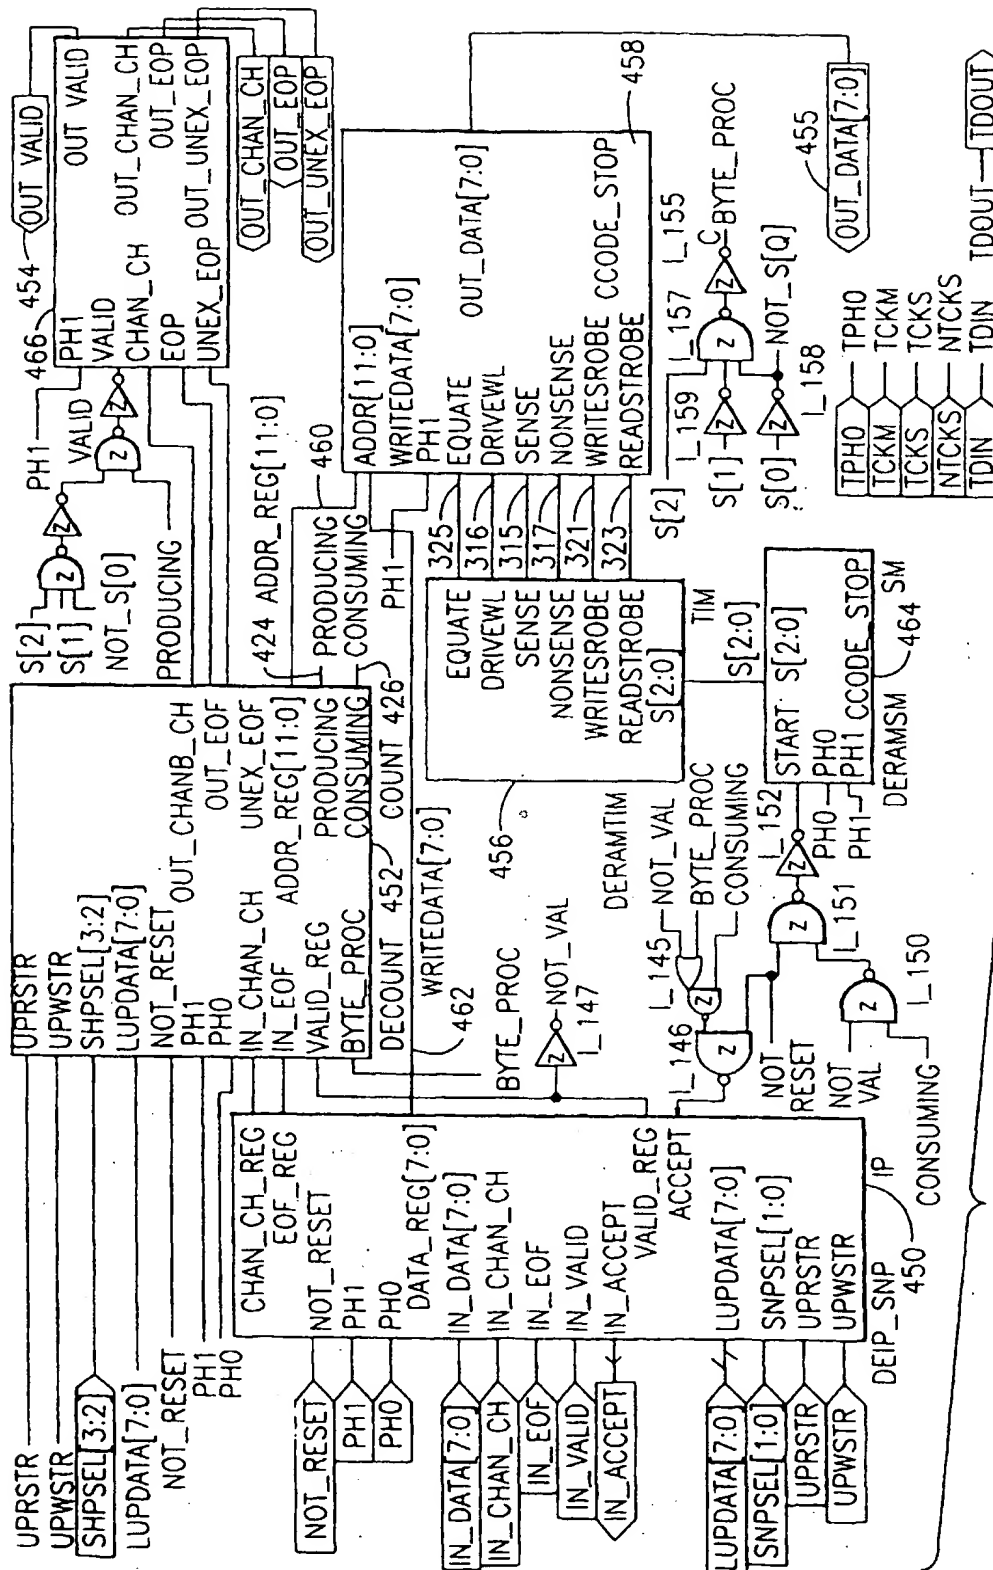 UPRSTR
UPWSTR
SHPSEL[3:2]
LUPDATA[7:0]
NOT_RESET
PH1
PH0
UPRSTR
UPWSTR
SHPSEL[3:2]
LUPDATA[7:0]
NOT_RESET
PH1
PH0
IN_CHAN_CH
IN_EOF
VALID_REG
BYTE_PROC
OUT_CHANB_CH
OUT_EOF
UNEX_EOF
ADDR_REG[11:0]
PRODUCING
CONSUMING
DECOUNT
452
COUNT
426
424
ADDR_REG[11:0]
PRODUCING
CONSUMING
460
S[2]
S[1]
NOT_S[0]
PRODUCING
Z
Z
Z
Z
PH1
VALID
466
454
OUT VALID
PH1
VALID
CHAN_CH
EOP
UNEX_EOP
OUT VALID
OUT_CHAN_CH
OUT_EOP
OUT_UNEX_EOP
OUT_CHAN_CH
OUT_EOP
OUT_UNEX_EOP
NOT_RESET
PH1
PH0
IN_DATA[7:0]
IN_CHAN_CH
IN_EOF
IN_VALID
IN_ACCEPT
LUPDATA[7:0]
SNPSEL[1:0]
UPRSTR
UPWSTR
CHAN_CH_REG
EOF_REG
NOT_RESET
PH1
PH0
DATA_REG[7:0]
IN_DATA[7:0]
IN_CHAN_CH
IN_EOF
IN_VALID
IN_ACCEPT
VALID_REG
ACCEPT
LUPDATA[7:0]
SNPSEL[1:0]
UPRSTR
UPWSTR
DEIP_SNP
IP
450
WRITEDATA[7:0]
462
BYTE_PROC
NOT_VAL
I_147
Z
I_145
I_146
Z
Z
NOT_VAL
BYTE_PROC
CONSUMING
NOT
RESET
NOT
VAL
CONSUMING
Z
I_150
Z
I_151
Z
I_152
PH0
PH1
START
S[2:0]
PH0
PH1
CCODE_STOP
DERAMSM
SM
464
S[2:0]
456
DERAMTIM
TIM
EQUATE
DRIVEWL
SENSE
NONSENSE
WRITESROBE
READSTROBE
S[2:0]
325
316
315
317
321
323
PH1
ADDR[11:0]
WRITEDATA[7:0]
PH1
EQUATE
DRIVEWL
SENSE
NONSENSE
WRITESROBE
READSTROBE
OUT_DATA[7:0]
CCODE_STOP
458
455
OUT_DATA[7:0]
S[2]
S[1]
S[0]
I_159
I_157
I_155
I_158
Z
Z
Z
Z
C
BYTE_PROC
NOT_S[Q]
TPH0
TPH0
TCKM
TCKM
TCKS
TCKS
NTCKS
NTCKS
TDIN
TDIN
TDOUT
TDOUT